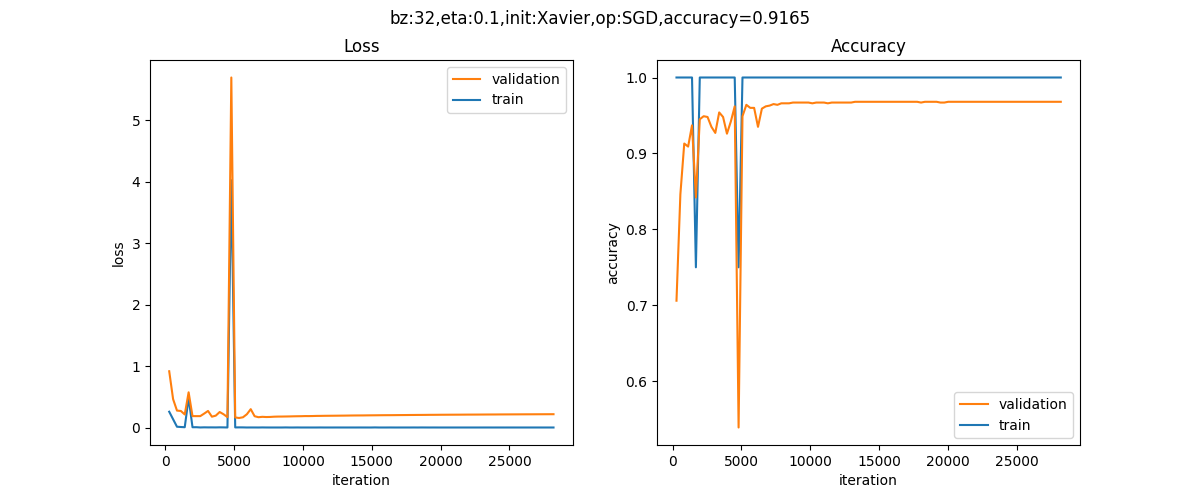 bz:32,eta:0.1,init:Xavier,op:SGD,accuracy=0.9165
Loss
validation
train
5
4
3
2
1
0
loss
0 5000 10000 15000 20000 25000
iteration
Accuracy
1.0
0.9
0.8
0.7
0.6
accuracy
validation
train
0 5000 10000 15000 20000 25000
iteration